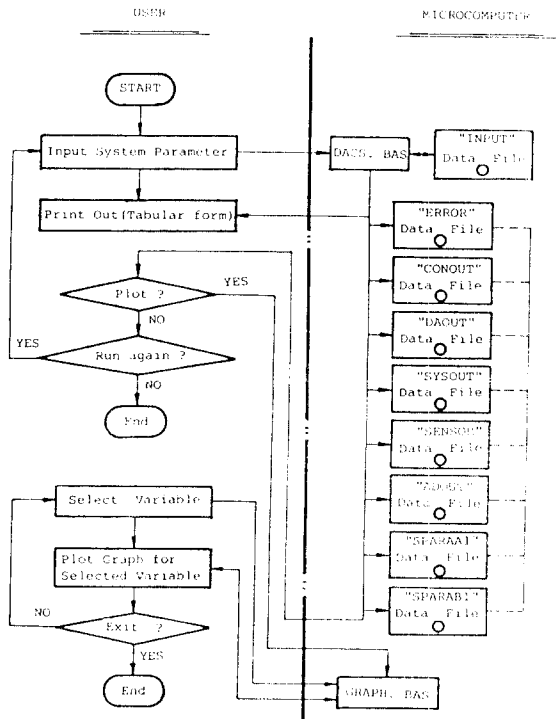 USER
MICROCOMPUTER
START
Input System Parameter
DACS. BAS
"INPUT"
Data File
Print Out(Tabular form)
"ERROR"
Data File
"CONOUT"
Data File
Plot ?
YES
NO
"DAOUT"
Data File
YES
Run again ?
NO
"SYSOUT"
Data File
End
Data File
Select Variable
Data File
Plot Graph for
Selected Variable
"SPARAA1"
Data File
NO
Exit ?
"SPARAB1"
Data File
YES
End
GRAPH. BAS